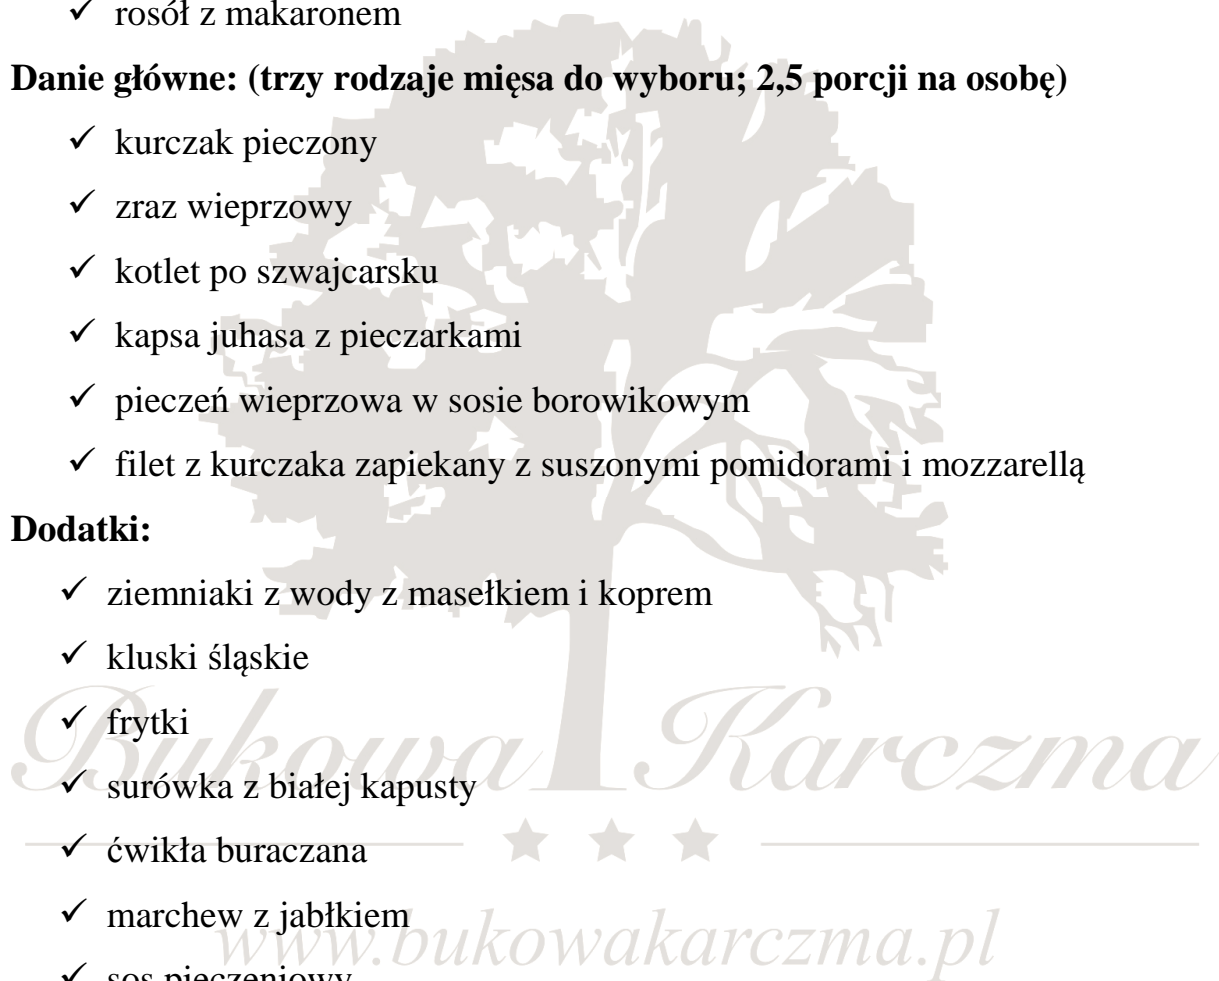 ✓ rosół z makaronem
Danie główne: (trzy rodzaje mięsa do wyboru; 2,5 porcji na osobę)
✓ kurczak pieczony
✓ zraz wieprzowy
✓ kotlet po szwajcarsku
✓ kapsa juhasa z pieczarkami
✓ pieczeń wieprzowa w sosie borowikowym
✓ filet z kurczaka zapiekany z suszonymi pomidorami i mozzarellą
Dodatki:
✓ ziemniaki z wody z masełkiem i koprem
✓ kluski śląskie
✓ frytki
Bukowa Karczma
✓ surówka z białej kapusty
✓ ćwikła buraczana
✓ marchew z jabłkiem
www.bukowakarczma.pl
✓ sos pieczeniowy